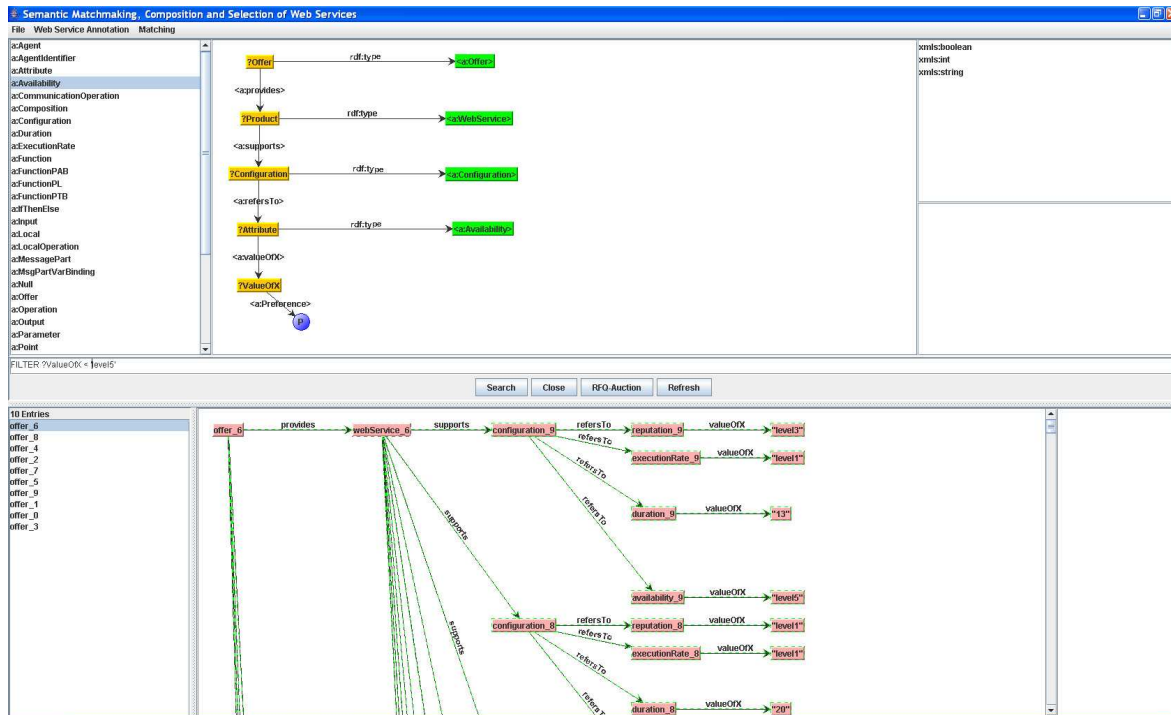 Semantic Matchmaking, Composition and Selection of Web Services
File Web Service Annotation Matching
a:Agent
a:AgentIdentifier
a:Attribute
a:Availability
a:CommunicationOperation
a:Composition
a:Configuration
a:Duration
a:ExecutionRate
a:Function
a:FunctionPAB
a:FunctionPL
a:FunctionPTB
a:IfThenElse
a:Input
a:Local
a:LocalOperation
a:MessagePart
a:MsgPartVarBinding
a:Null
a:Offer
a:Operation
a:Output
a:Parameter
a:Point
?Offer rdf:type <a:Offer>
<a:provides>
?Product rdf:type <a:WebService>
<a:supports>
?Configuration rdf:type <a:Configuration>
<a:refersTo>
?Attribute rdf:type <a:Availability>
<a:valueOfX>
?ValueOfX
<a:Preference>
P
xmls:boolean
xmls:int
xmls:string
FILTER ?ValueOfX < 'level5'
Search Close RFQ-Auction Refresh
10 Entries
offer_6
offer_8
offer_4
offer_2
offer_7
offer_5
offer_9
offer_1
offer_0
offer_3
offer_6 provides webService_6 supports configuration_9 refersTo reputation_9 valueOfX "level3"
refersTo executionRate_9 valueOfX "level1"
refersTo duration_9 valueOfX "13"
refersTo availability_9 valueOfX "level5"
supports configuration_8 refersTo reputation_8 valueOfX "level1"
refersTo executionRate_8 valueOfX "level1"
refersTo duration_8 valueOfX "20"
supports
refersTo